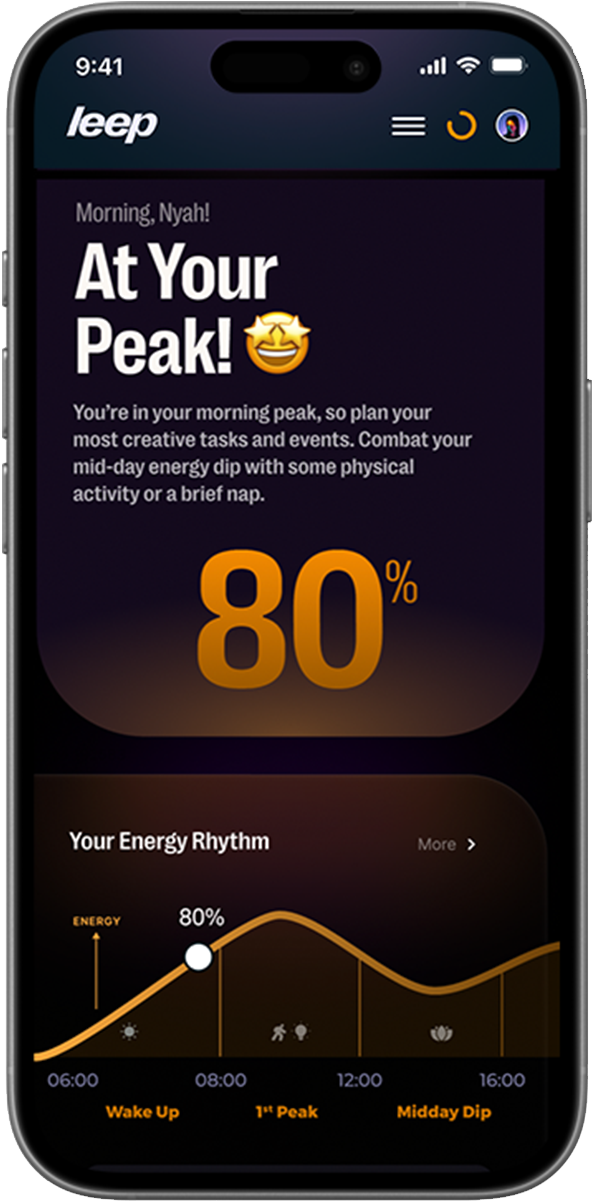 9:41
leep
Morning, Nyah!
At Your
Peak! 🤩
You're in your morning peak, so plan your
most creative tasks and events. Combat your
mid-day energy dip with some physical
activity or a brief nap.
80%
Your Energy Rhythm
More >
ENERGY
80%
06:00 08:00 12:00 16:00
Wake Up 1st Peak Midday Dip